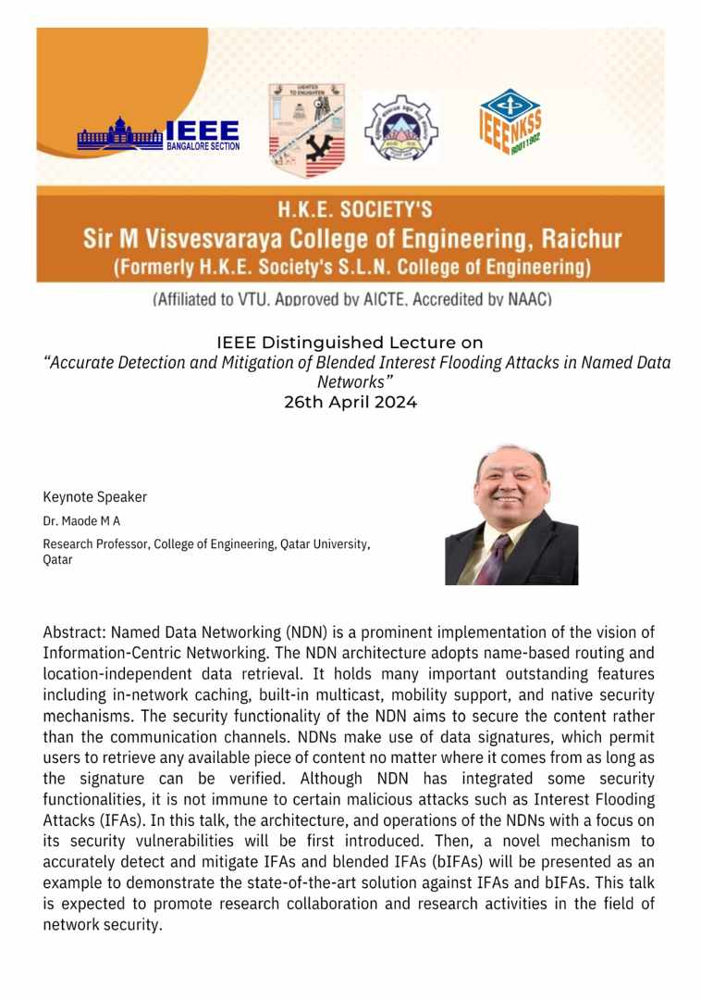 IEEE
BANGALORE SECTION
LIGHTED
TO ENLIGHTEN
IEEE NKSS
60011802
H.K.E. SOCIETY'S
Sir M Visvesvaraya College of Engineering, Raichur
(Formerly H.K.E. Society's S.L.N. College of Engineering)
(Affiliated to VTU, Approved by AICTE, Accredited by NAAC)
IEEE Distinguished Lecture on
“Accurate Detection and Mitigation of Blended Interest Flooding Attacks in Named Data
Networks”
26th April 2024
Keynote Speaker
Dr. Maode M A
Research Professor, College of Engineering, Qatar University,
Qatar
Abstract: Named Data Networking (NDN) is a prominent implementation of the vision of
Information-Centric Networking. The NDN architecture adopts name-based routing and
location-independent data retrieval. It holds many important outstanding features
including in-network caching, built-in multicast, mobility support, and native security
mechanisms. The security functionality of the NDN aims to secure the content rather
than the communication channels. NDNs make use of data signatures, which permit
users to retrieve any available piece of content no matter where it comes from as long as
the signature can be verified. Although NDN has integrated some security
functionalities, it is not immune to certain malicious attacks such as Interest Flooding
Attacks (IFAs). In this talk, the architecture, and operations of the NDNs with a focus on
its security vulnerabilities will be first introduced. Then, a novel mechanism to
accurately detect and mitigate IFAs and blended IFAs (bIFAs) will be presented as an
example to demonstrate the state-of-the-art solution against IFAs and bIFAs. This talk
is expected to promote research collaboration and research activities in the field of
network security.